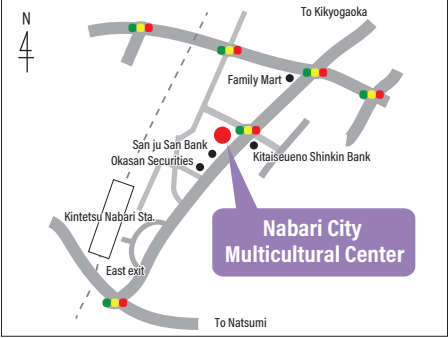 N
4
To Kikyogaoka
Family Mart
San ju San Bank
Okasan Securities
Kitaiseueno Shinkin Bank
Kintetsu Nabari Sta.
Nabari City
Multicultural Center
East exit
To Natsumi